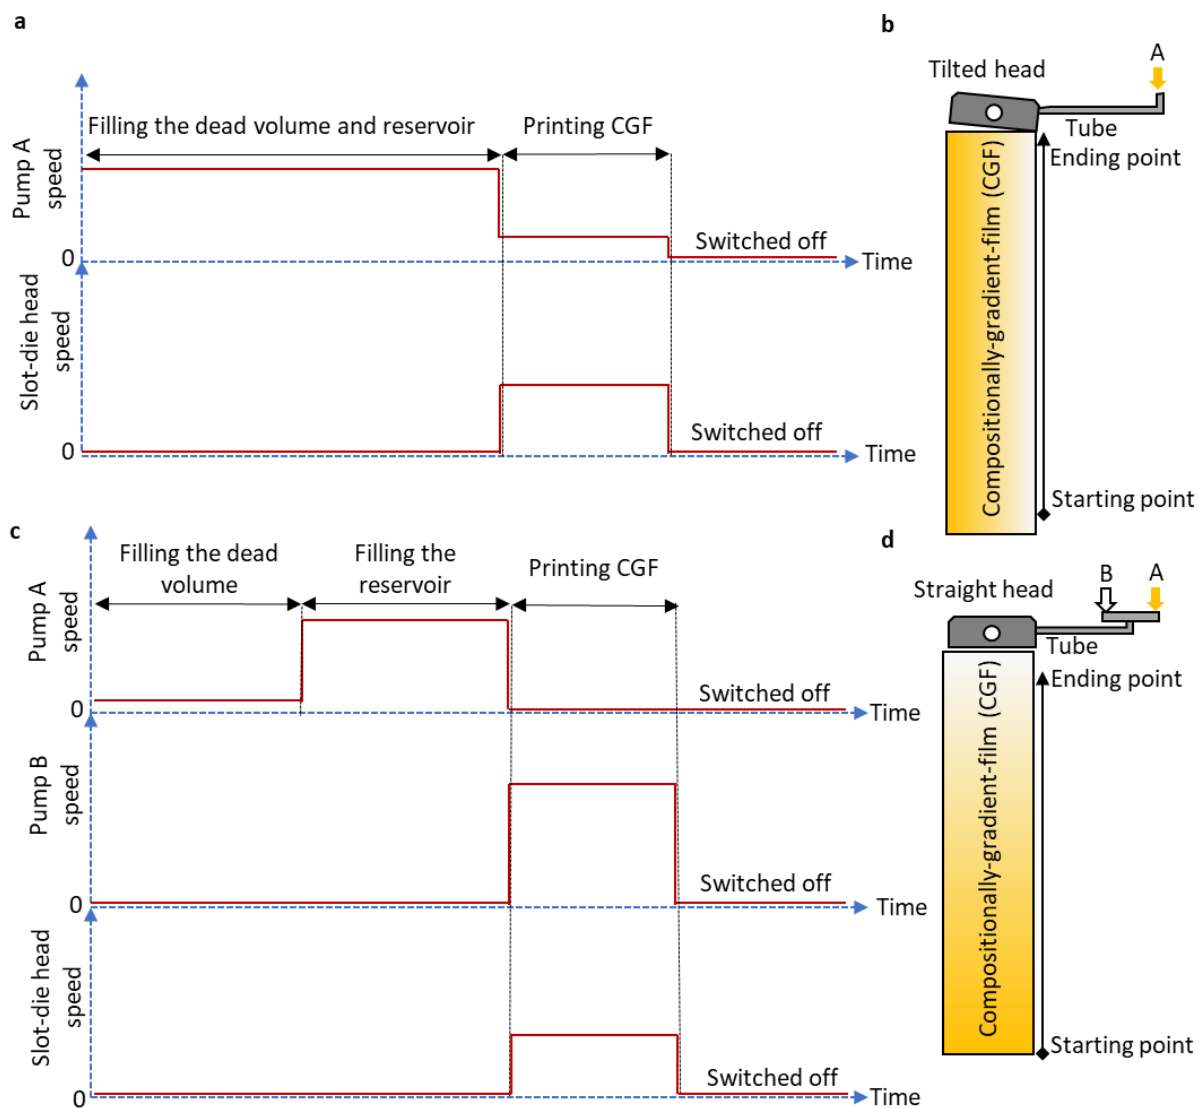 a
Filling the dead volume and reservoir
Printing CGF
Pump A
speed
0
Switched off
Time
Slot-die head
speed
0
Switched off
Time
b
A
Tilted head
Tube
Ending point
Compositionally-gradient-film (CGF)
Starting point
c
Filling the dead
volume
Filling the
reservoir
Printing CGF
Pump A
speed
0
Switched off
Time
Pump B
speed
0
Switched off
Time
Slot-die head
speed
0
Switched off
Time
d
B
A
Straight head
Tube
Ending point
Compositionally-gradient-film (CGF)
Starting point